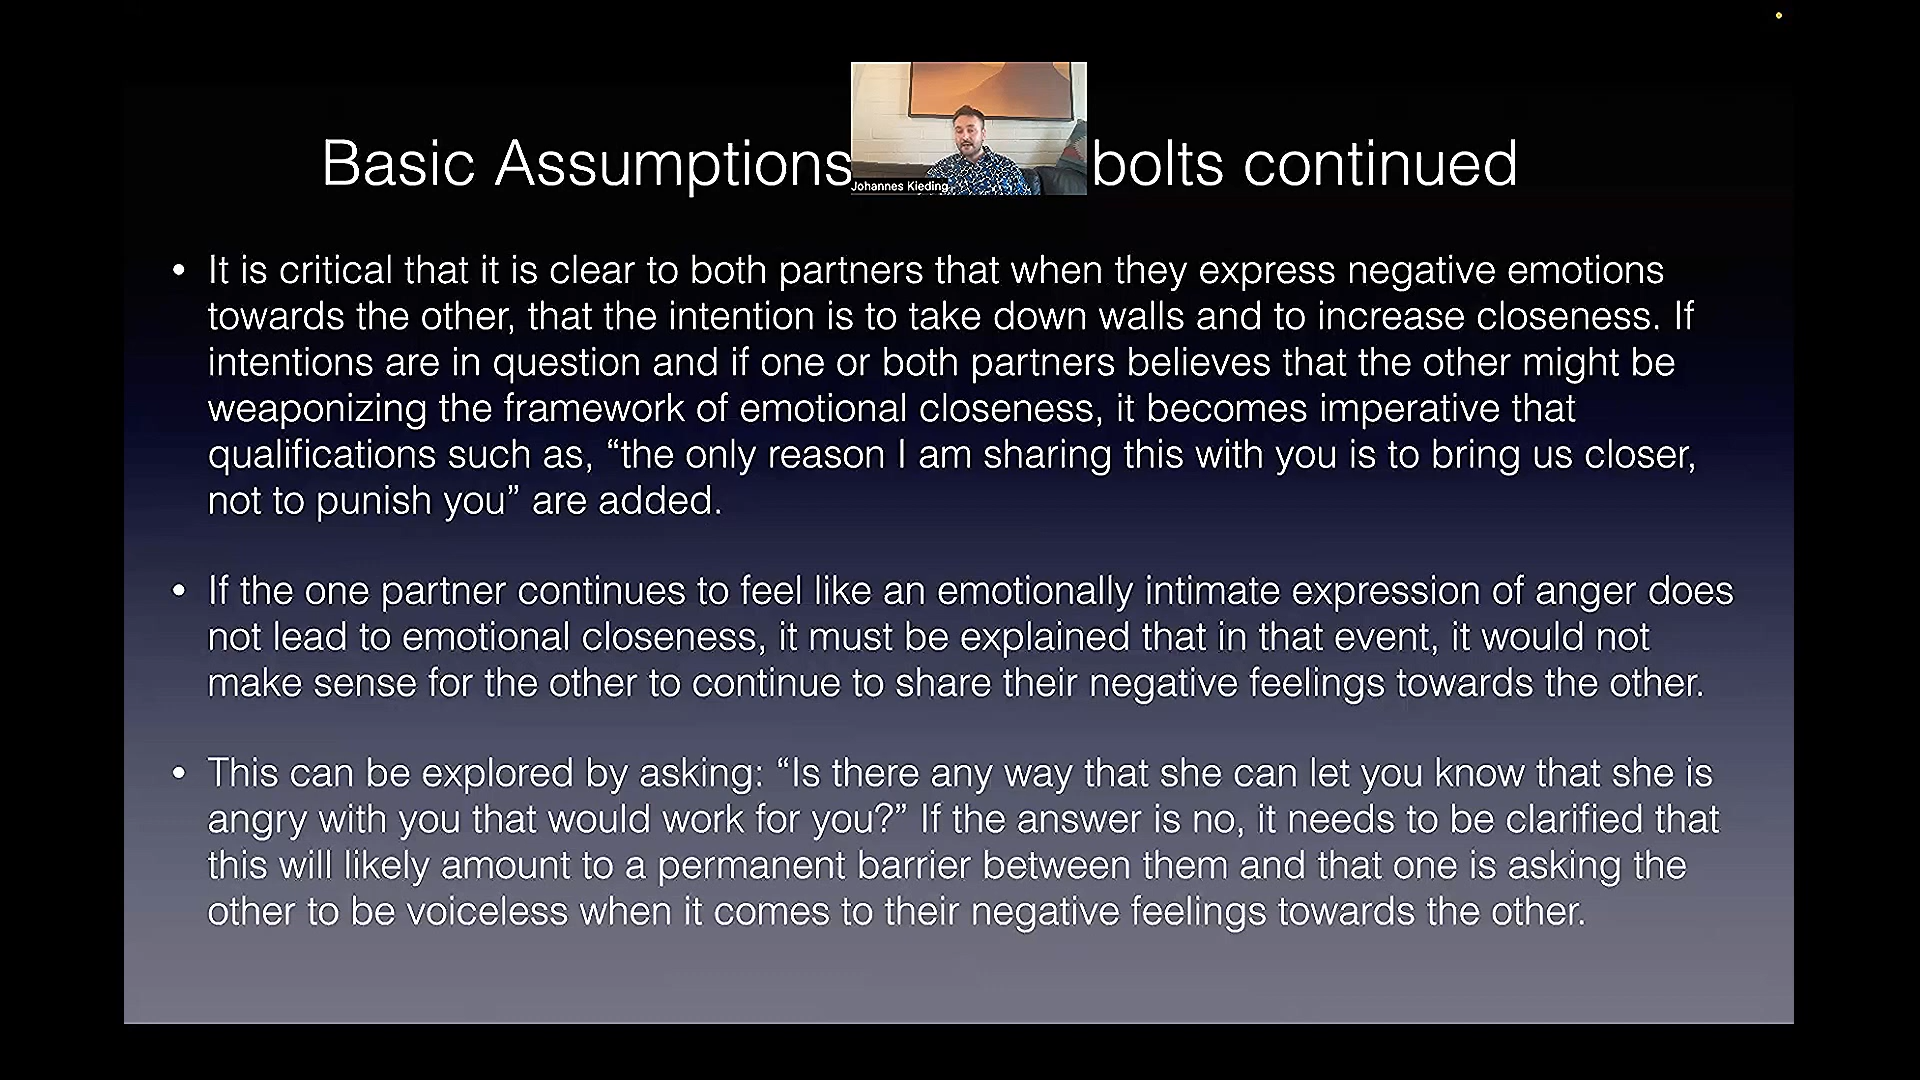 Basic Assumptions bolts continued
Johannes Kieding
• It is critical that it is clear to both partners that when they express negative emotions
towards the other, that the intention is to take down walls and to increase closeness. If
intentions are in question and if one or both partners believes that the other might be
weaponizing the framework of emotional closeness, it becomes imperative that
qualifications such as, “the only reason I am sharing this with you is to bring us closer,
not to punish you” are added.
• If the one partner continues to feel like an emotionally intimate expression of anger does
not lead to emotional closeness, it must be explained that in that event, it would not
make sense for the other to continue to share their negative feelings towards the other.
• This can be explored by asking: “Is there any way that she can let you know that she is
angry with you that would work for you?” If the answer is no, it needs to be clarified that
this will likely amount to a permanent barrier between them and that one is asking the
other to be voiceless when it comes to their negative feelings towards the other.